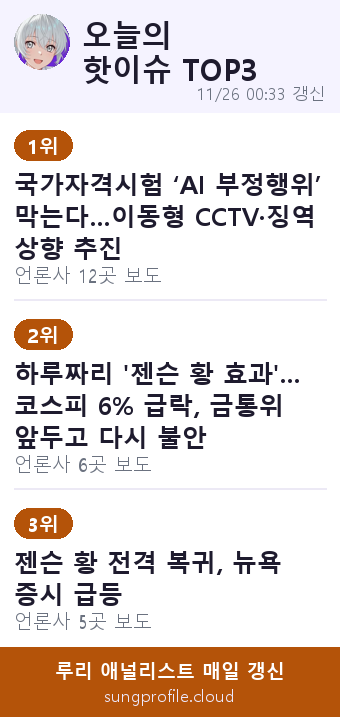 오늘의
핫이슈 TOP3
11/26 00:33 갱신
1위
국가자격시험 ‘AI 부정행위’
막는다…이동형 CCTV·징역
상향 추진
언론사 12곳 보도
2위
하루짜리 '젠슨 황 효과'…
코스피 6% 급락, 금통위
앞두고 다시 불안
언론사 6곳 보도
3위
젠슨 황 전격 복귀, 뉴욕
증시 급등
언론사 5곳 보도
루리 애널리스트 매일 갱신
sungprofile.cloud